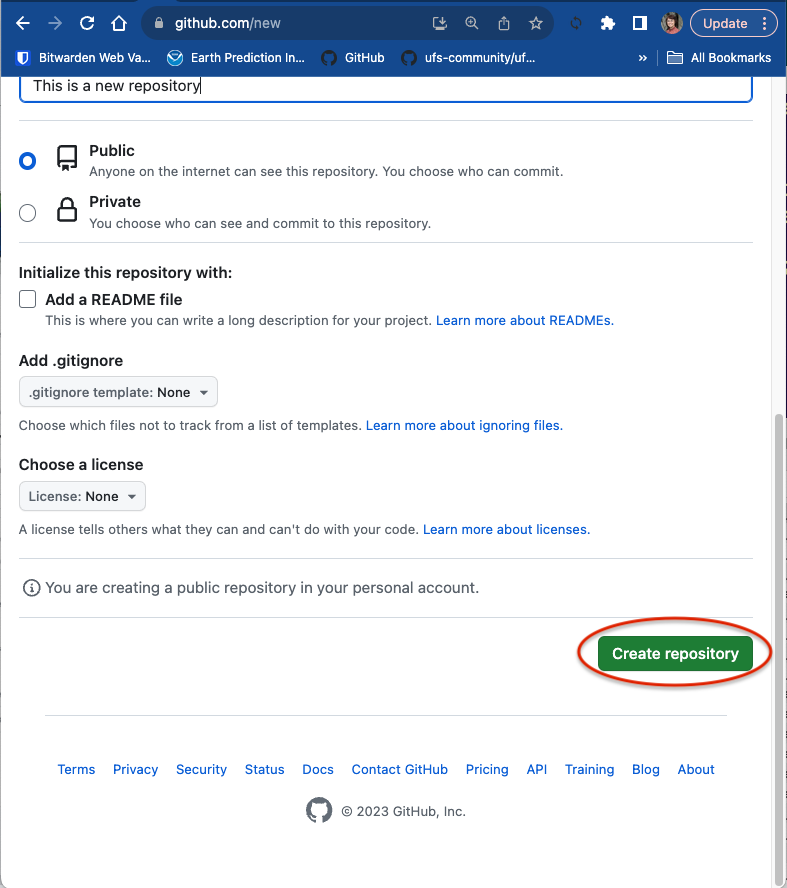 github.com/new
Update
Bitwarden Web Va...
Earth Prediction In...
GitHub
ufs-community/uf...
»
All Bookmarks
This is a new repository
Public
Anyone on the internet can see this repository. You choose who can commit.
Private
You choose who can see and commit to this repository.
Initialize this repository with:
Add a README file
This is where you can write a long description for your project. Learn more about READMEs.
Add .gitignore
.gitignore template: None
Choose which files not to track from a list of templates. Learn more about ignoring files.
Choose a license
License: None
A license tells others what they can and can't do with your code. Learn more about licenses.
You are creating a public repository in your personal account.
Create repository
Terms Privacy Security Status Docs Contact GitHub Pricing API Training Blog About
© 2023 GitHub, Inc.